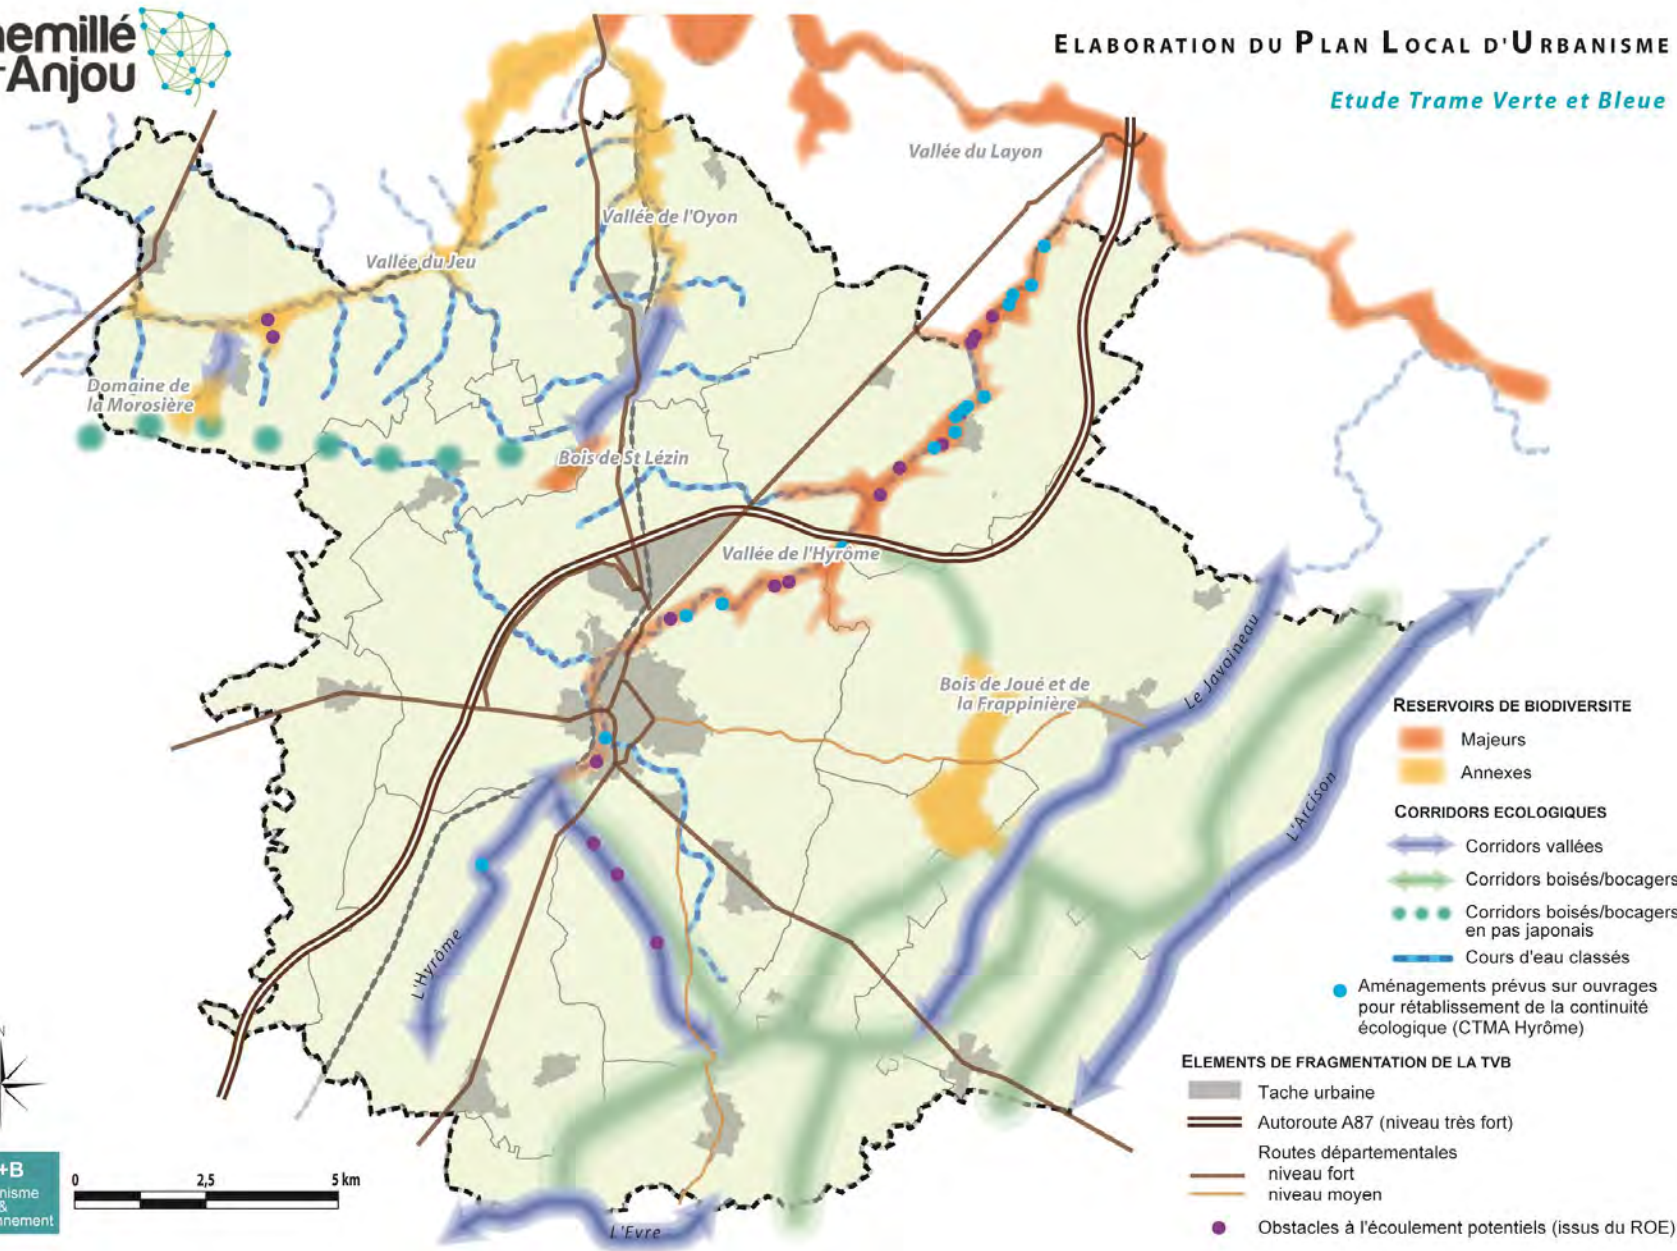 emillé
Anjou
ELABORATION DU PLAN LOCAL D'URBANISME
Etude Trame Verte et Bleue
Vallée du Layon
Vallée de l'Oyon
Vallée du Jeu
Domaine de
la Morosière
Bois de St Lézin
Vallée de l'Hyrôme
Bois de Joué et de
la Frappinière
Le Javoineau
L'Arcison
L'Hyrôme
L'Evre
RESERVOIRS DE BIODIVERSITE
Majeurs
Annexes
CORRIDORS ECOLOGIQUES
Corridors vallées
Corridors boisés/bocagers
Corridors boisés/bocagers
en pas japonais
Cours d'eau classés
Aménagements prévus sur ouvrages
pour rétablissement de la continuité
écologique (CTMA Hyrôme)
ELEMENTS DE FRAGMENTATION DE LA TVB
Tache urbaine
Autoroute A87 (niveau très fort)
Routes départementales
niveau fort
niveau moyen
Obstacles à l'écoulement potentiels (issus du ROE)
N
+B
nisme
&
nnement
0 2,5 5 km